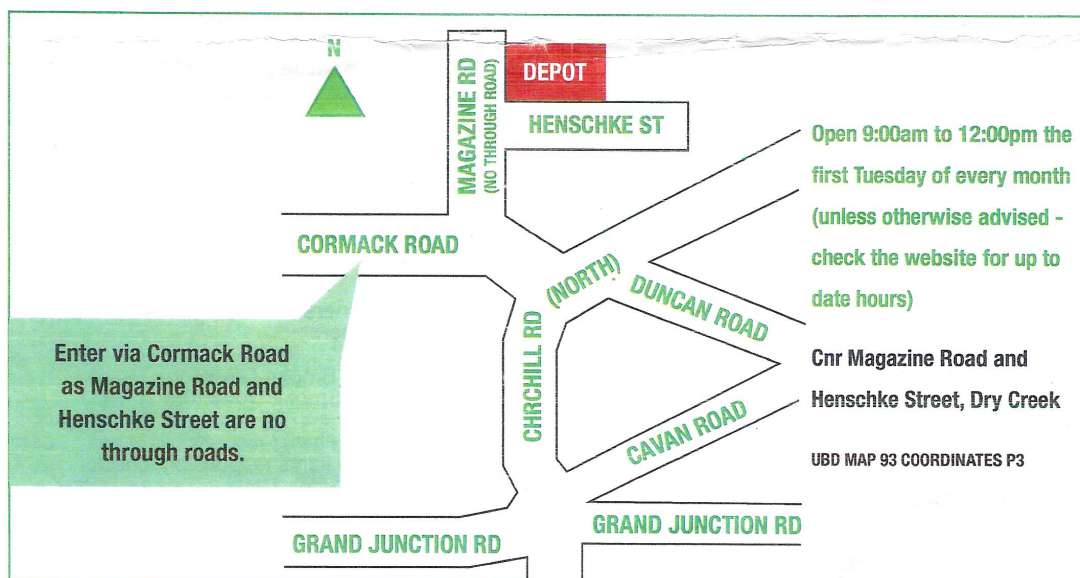 N
MAGAZINE RD
(NO THROUGH ROAD)
DEPOT
HENSCHKE ST
CORMACK ROAD
(NORTH)
DUNCAN ROAD
CHRCHILL RD
CAVAN ROAD
GRAND JUNCTION RD
GRAND JUNCTION RD
Enter via Cormack Road
as Magazine Road and
Henschke Street are no
through roads.
Open 9:00am to 12:00pm the
first Tuesday of every month
(unless otherwise advised -
check the website for up to
date hours)
Cnr Magazine Road and
Henschke Street, Dry Creek
UBD MAP 93 COORDINATES P3